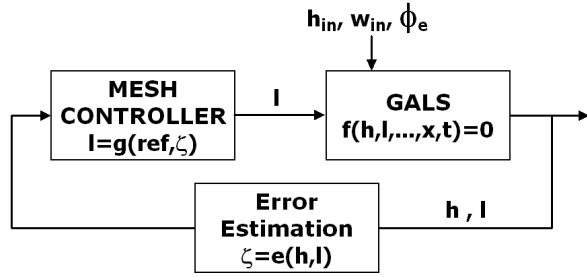 h_in, w_in, ϕ_e
MESH
CONTROLLER
l=g(ref,ζ)
l
GALS
f(h,l,...,x,t)=0
Error
Estimation
ζ=e(h,l)
h , l